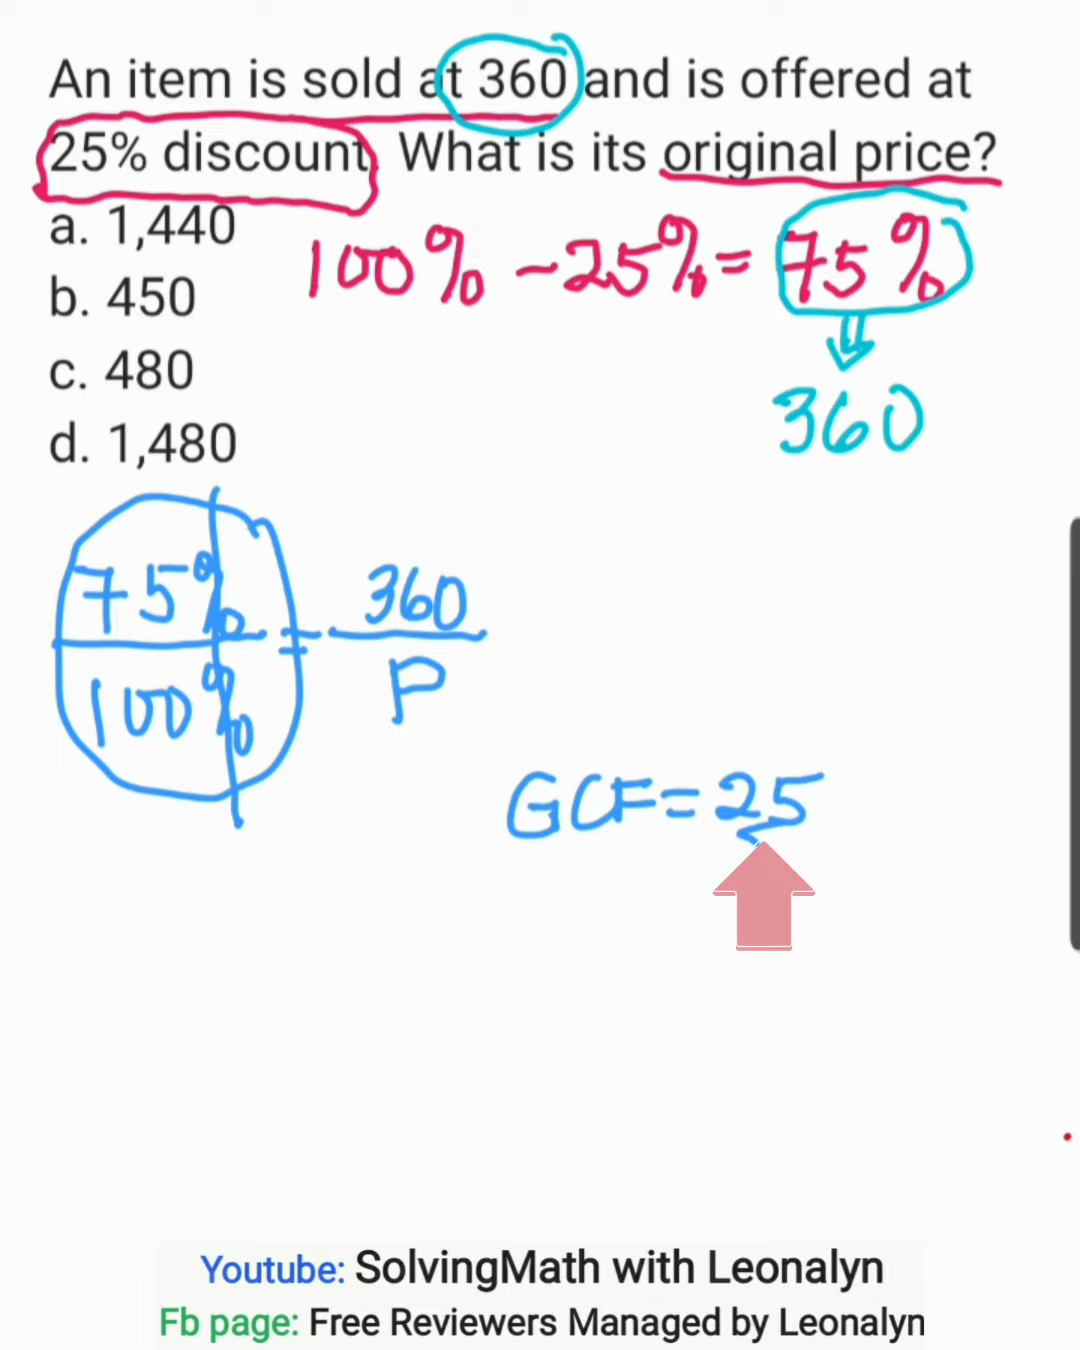 An item is sold at 360 and is offered at
25% discount. What is its original price?
a. 1,440
100% - 25% = 75%
b. 450
c. 480
360
d. 1,480
75% = 360
100% P
GCF = 25
Youtube: SolvingMath with Leonalyn
Fb page: Free Reviewers Managed by Leonalyn